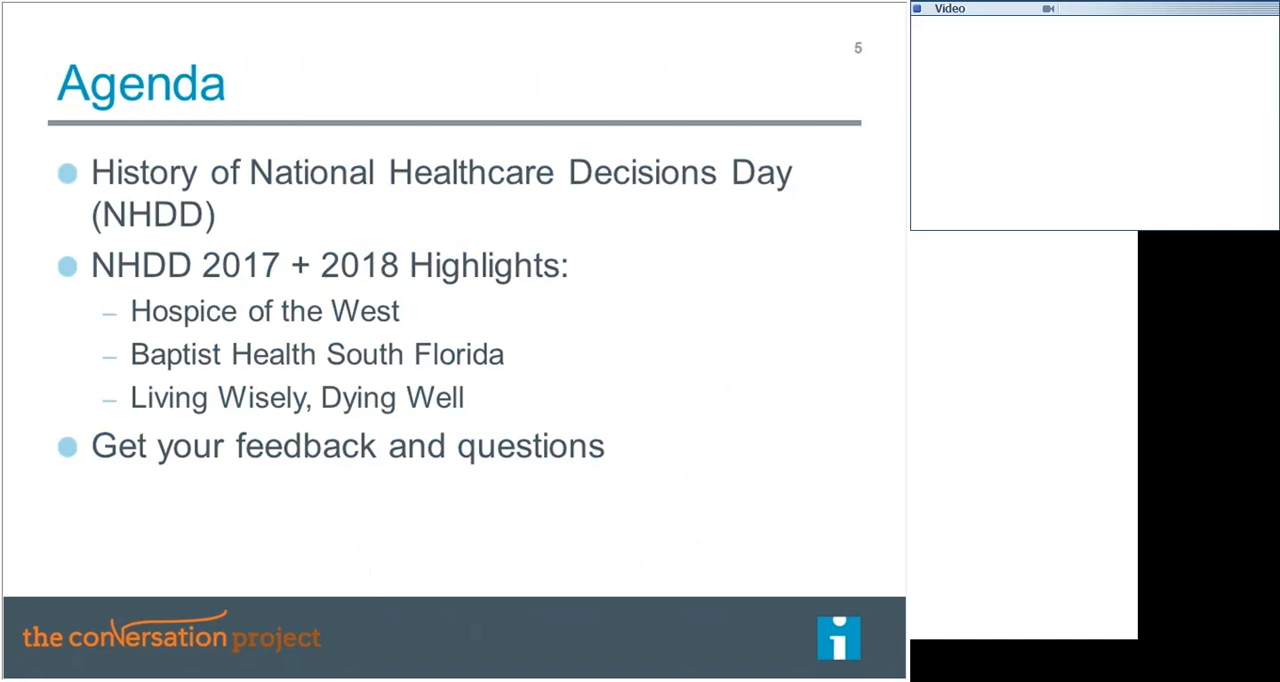 5
Agenda
History of National Healthcare Decisions Day
(NHDD)
NHDD 2017 + 2018 Highlights:
– Hospice of the West
– Baptist Health South Florida
– Living Wisely, Dying Well
Get your feedback and questions
the conversation project
i
Video